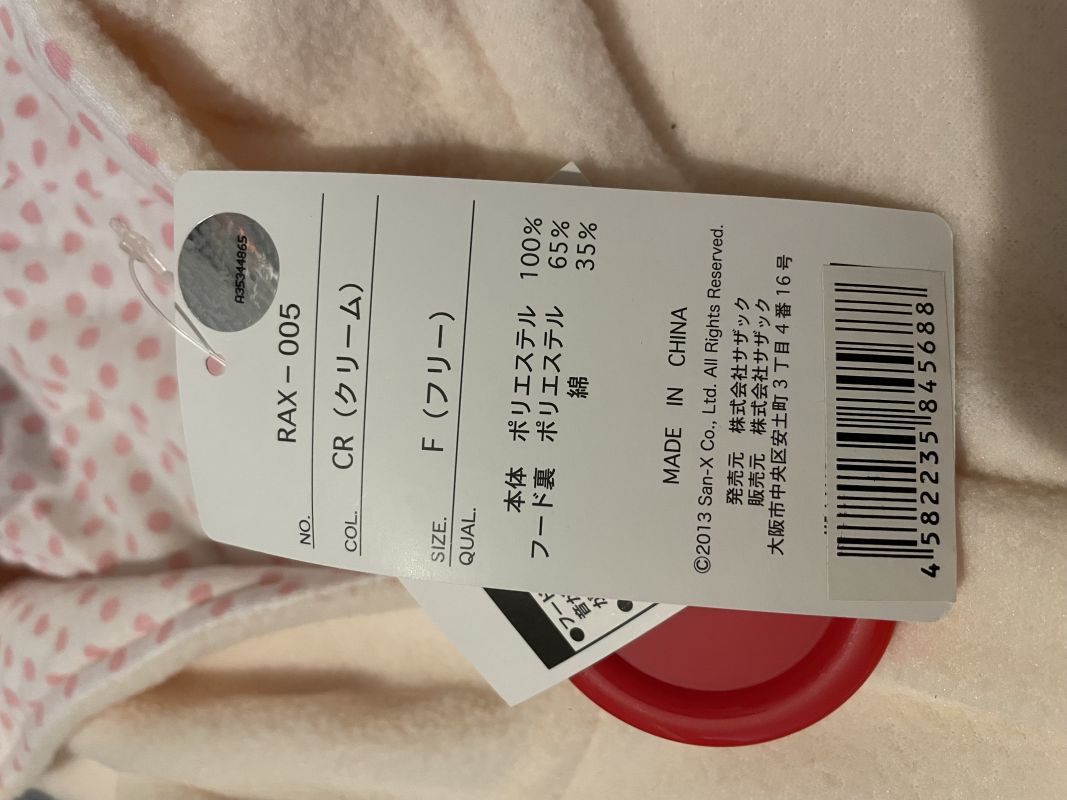 A35344865
NO. RAX－005
COL. CR（クリーム）
SIZE. F（フリー）
QUAL.
本体 ポリエステル 100%
フード裏 ポリエステル 65%
綿 35%
MADE IN CHINA
©2013 San-X Co., Ltd. All Rights Reserved.
発売元 株式会社サザック
販売元 株式会社サザック
大阪市中央区安土町3丁目4番16号
4582235845688